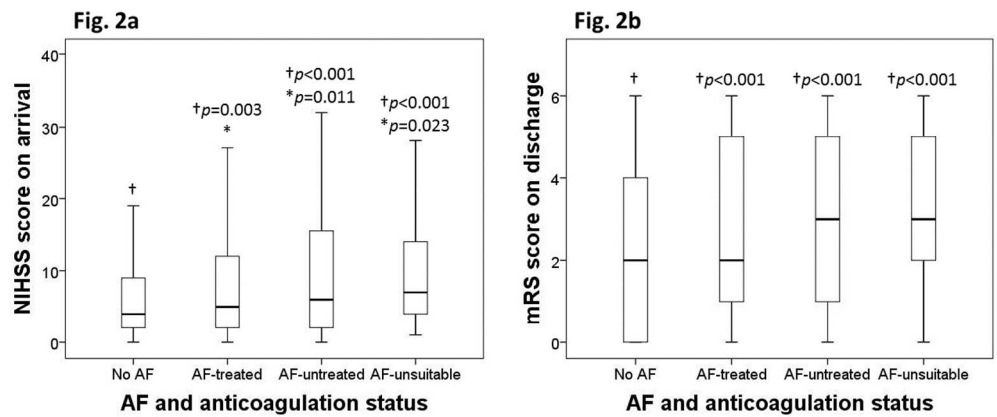 Fig. 2a
NIHSS score on arrival
40
30
20
10
0
†
†p=0.003
*
†p<0.001
*p=0.011
†p<0.001
*p=0.023
No AF AF-treated AF-untreated AF-unsuitable
AF and anticoagulation status
Fig. 2b
mRS score on discharge
6
4
2
0
† †p<0.001 †p<0.001 †p<0.001
No AF AF-treated AF-untreated AF-unsuitable
AF and anticoagulation status